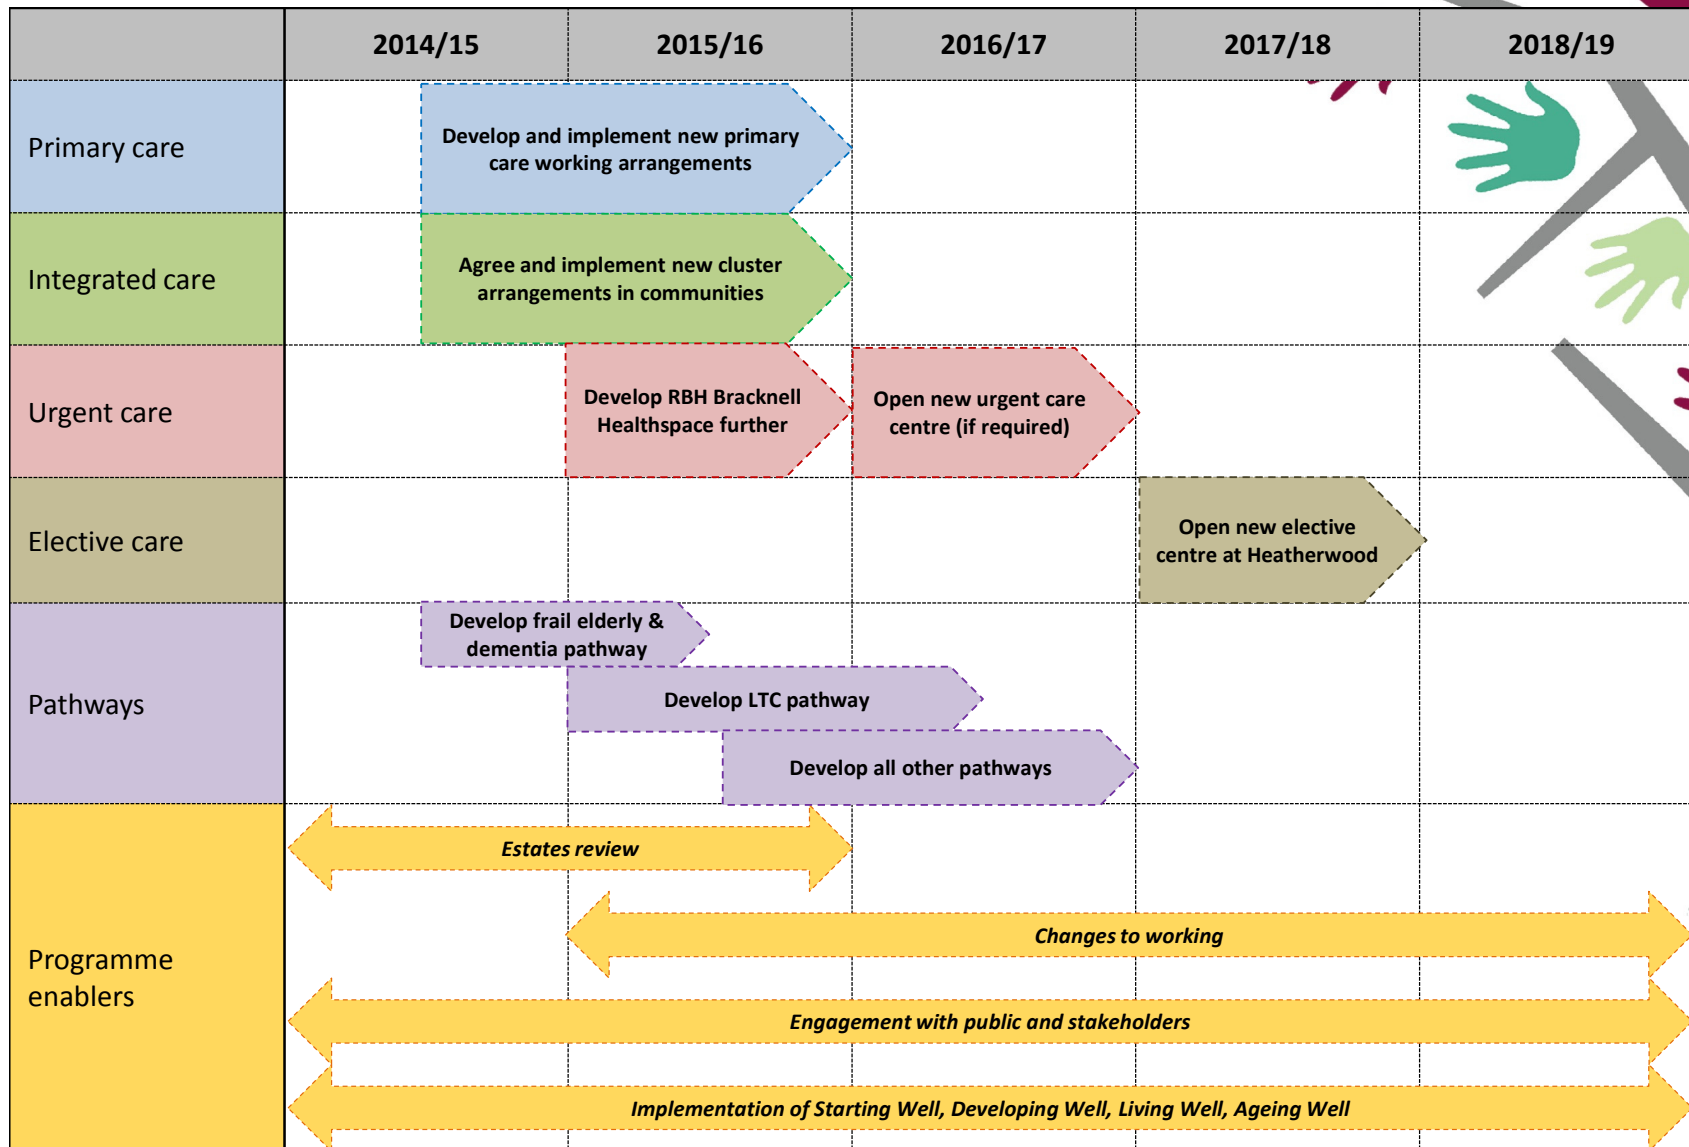 2014/15 2015/16 2016/17 2017/18 2018/19
Primary care
Develop and implement new primary
care working arrangements
Integrated care
Agree and implement new cluster
arrangements in communities
Urgent care
Develop RBH Bracknell
Healthspace further
Open new urgent care
centre (if required)
Elective care
Open new elective
centre at Heatherwood
Pathways
Develop frail elderly &
dementia pathway
Develop LTC pathway
Develop all other pathways
Programme
enablers
Estates review
Changes to working
Engagement with public and stakeholders
Implementation of Starting Well, Developing Well, Living Well, Ageing Well